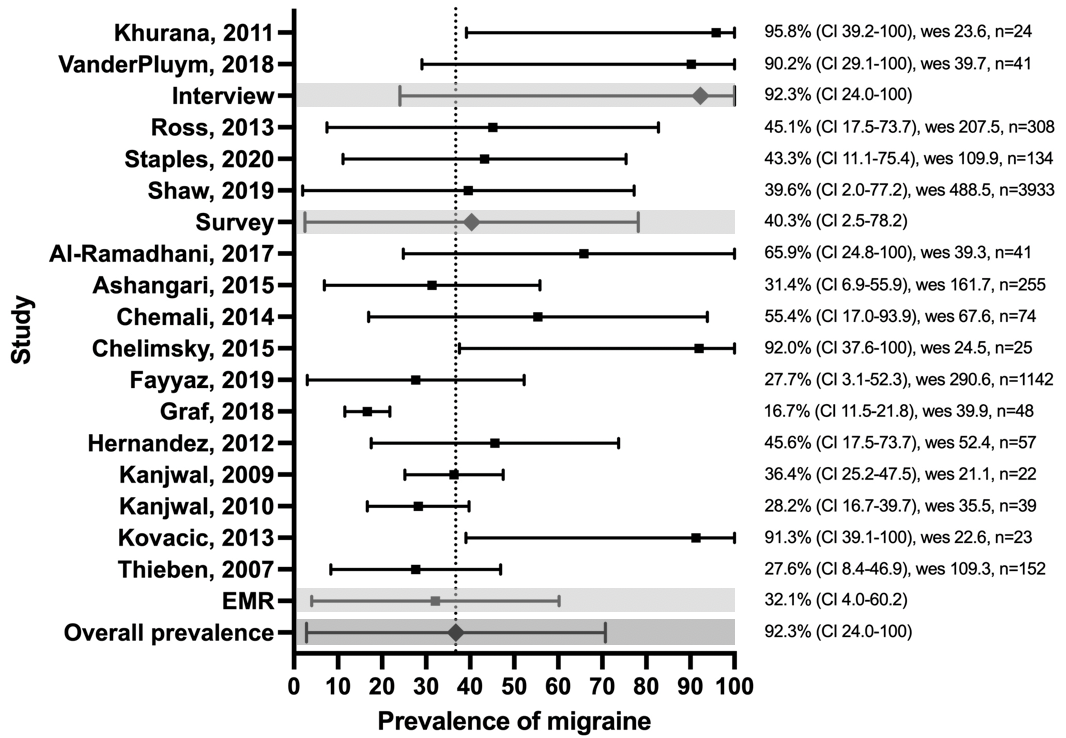 Khurana, 2011 95.8% (CI 39.2-100), wes 23.6, n=24
VanderPluym, 2018 90.2% (CI 29.1-100), wes 39.7, n=41
Interview 92.3% (CI 24.0-100)
Ross, 2013 45.1% (CI 17.5-73.7), wes 207.5, n=308
Staples, 2020 43.3% (CI 11.1-75.4), wes 109.9, n=134
Shaw, 2019 39.6% (CI 2.0-77.2), wes 488.5, n=3933
Survey 40.3% (CI 2.5-78.2)
Al-Ramadhani, 2017 65.9% (CI 24.8-100), wes 39.3, n=41
Ashangari, 2015 31.4% (CI 6.9-55.9), wes 161.7, n=255
Chemali, 2014 55.4% (CI 17.0-93.9), wes 67.6, n=74
Chelimsky, 2015 92.0% (CI 37.6-100), wes 24.5, n=25
Fayyaz, 2019 27.7% (CI 3.1-52.3), wes 290.6, n=1142
Graf, 2018 16.7% (CI 11.5-21.8), wes 39.9, n=48
Hernandez, 2012 45.6% (CI 17.5-73.7), wes 52.4, n=57
Kanjwal, 2009 36.4% (CI 25.2-47.5), wes 21.1, n=22
Kanjwal, 2010 28.2% (CI 16.7-39.7), wes 35.5, n=39
Kovacic, 2013 91.3% (CI 39.1-100), wes 22.6, n=23
Thieben, 2007 27.6% (CI 8.4-46.9), wes 109.3, n=152
EMR 32.1% (CI 4.0-60.2)
Overall prevalence 92.3% (CI 24.0-100)
Study
0 10 20 30 40 50 60 70 80 90 100
Prevalence of migraine